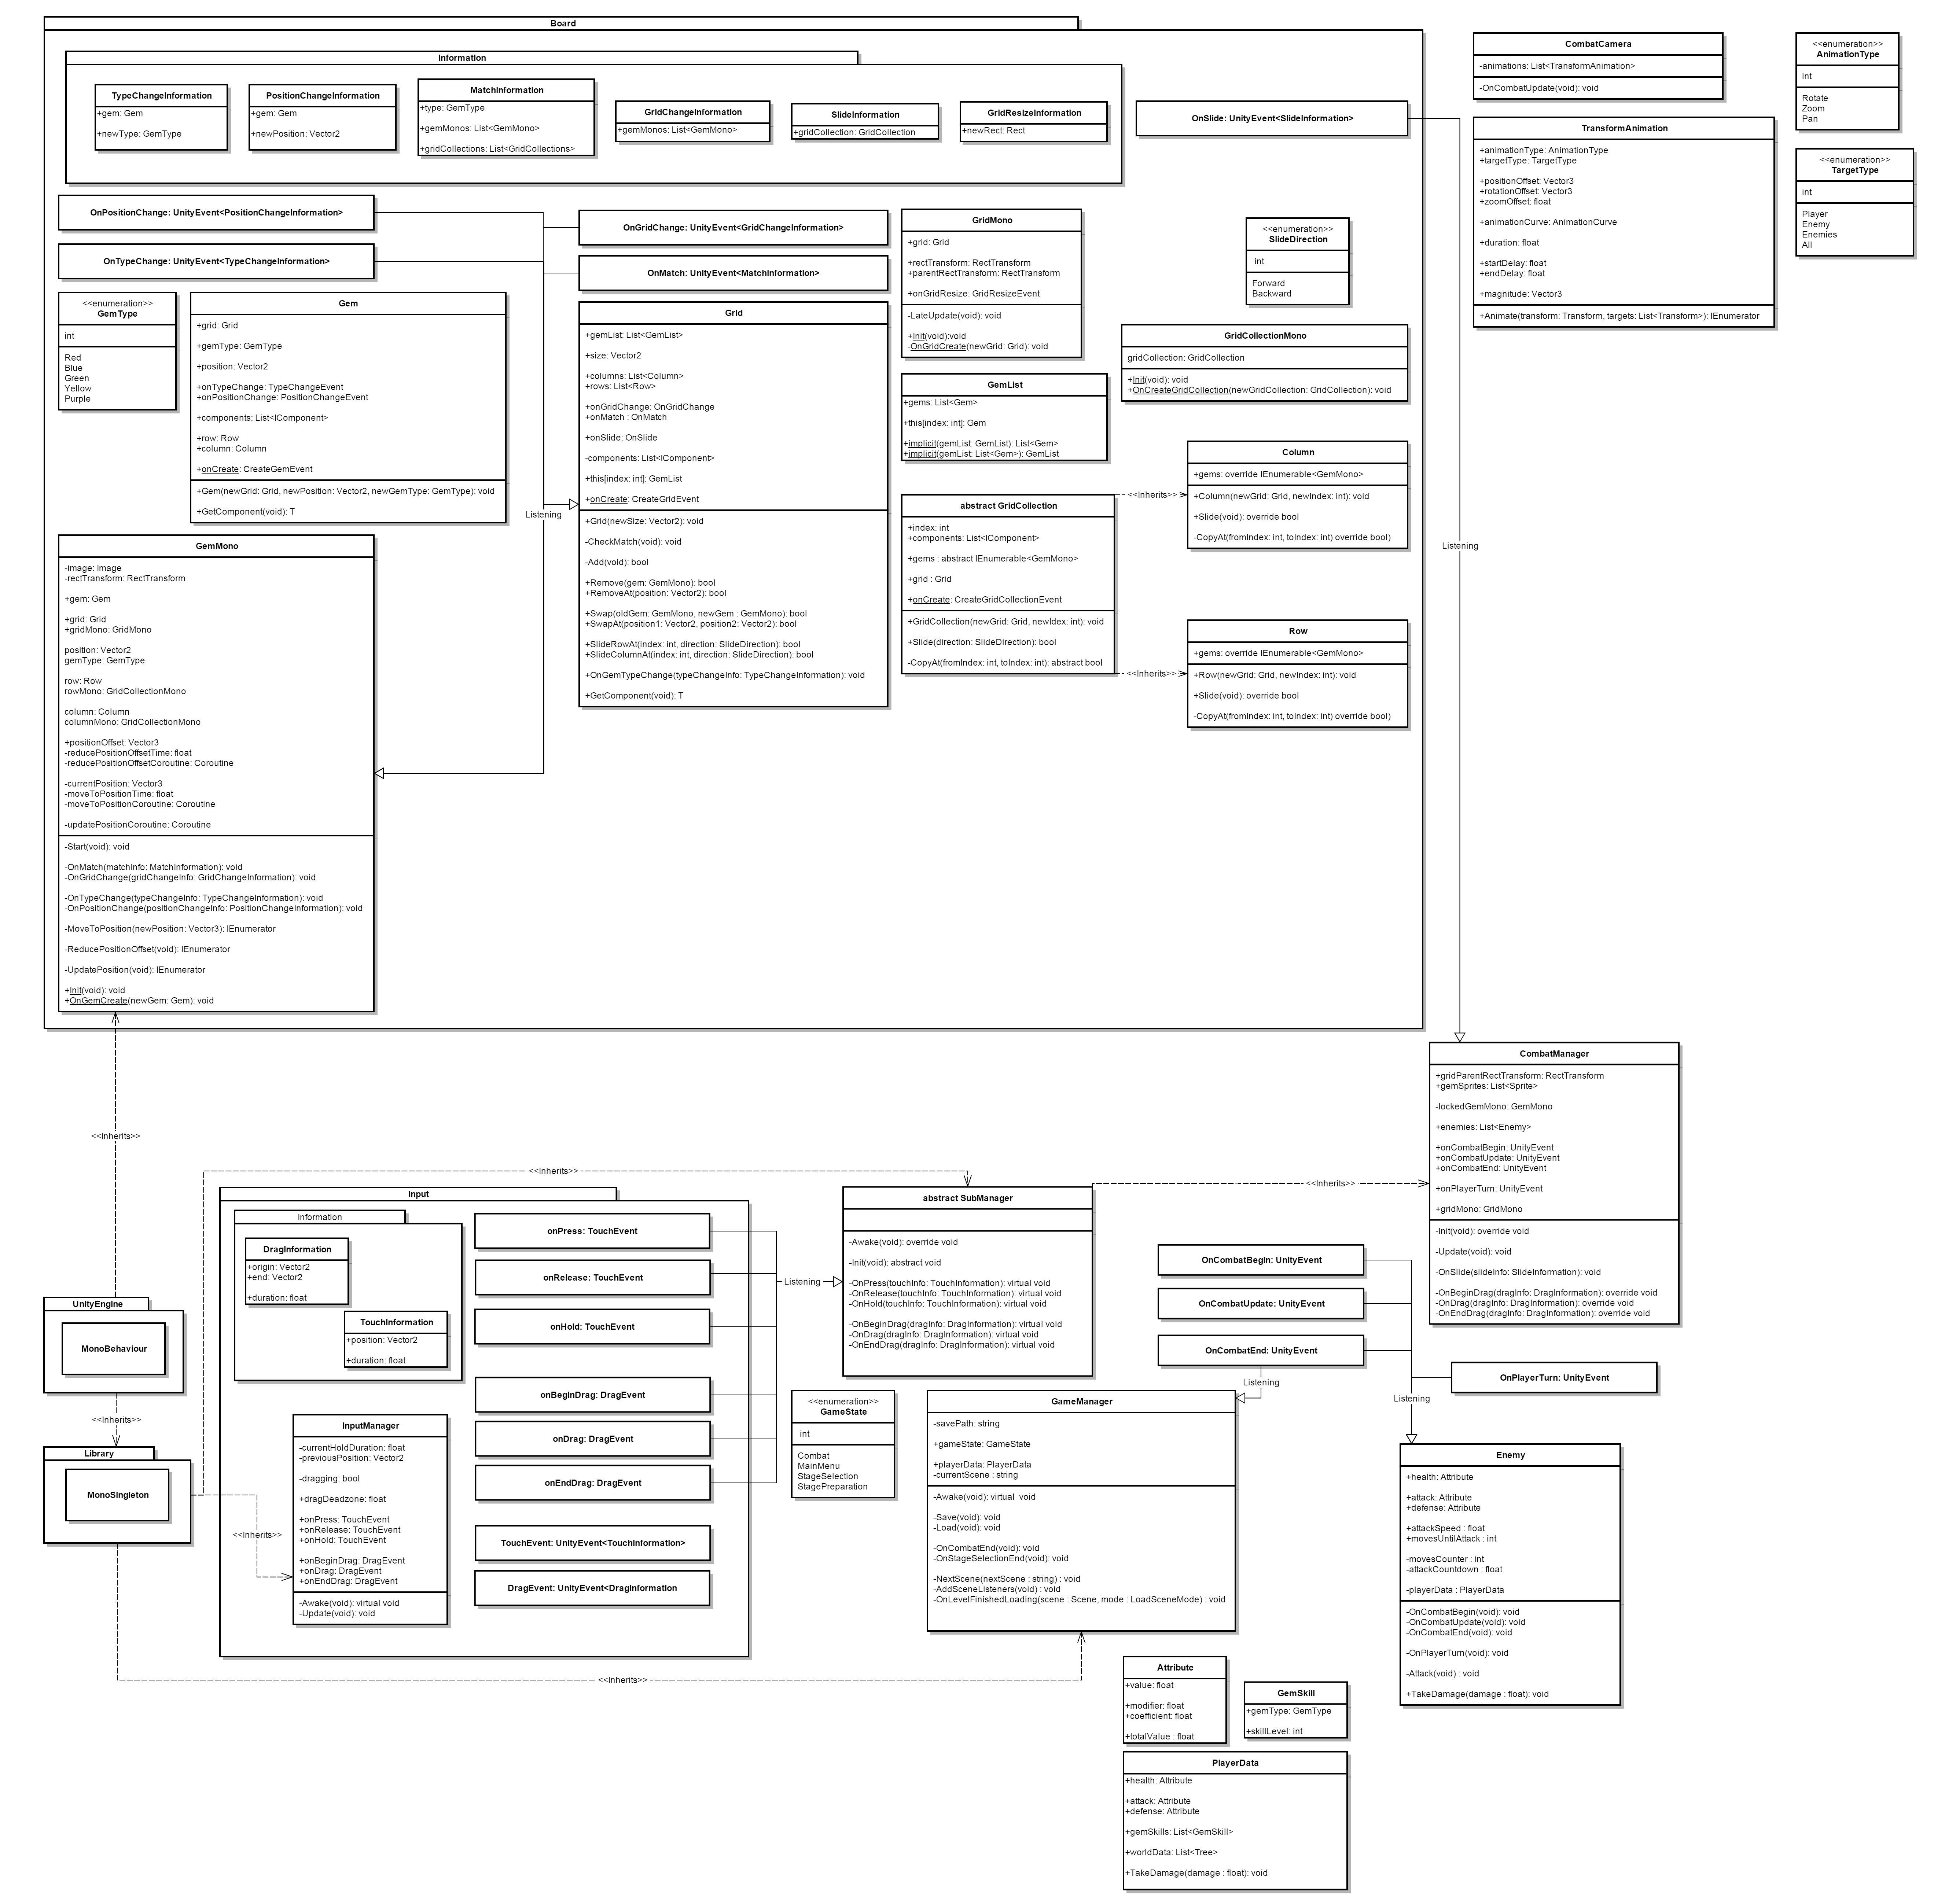 Board
Information
TypeChangeInformation
+gem: Gem
+newType: GemType
PositionChangeInformation
+gem: Gem
+newPosition: Vector2
MatchInformation
+type: GemType
+gemMonos: List<GemMono>
+gridCollections: List<GridCollections>
GridChangeInformation
+gemMonos: List<GemMono>
SlideInformation
+gridCollection: GridCollection
GridResizeInformation
+newRect: Rect
OnSlide: UnityEvent<SlideInformation>
CombatCamera
-animations: List<TransformAnimation>
-OnCombatUpdate(void): void
<<enumeration>>
AnimationType
int
Rotate
Zoom
Pan
TransformAnimation
+animationType: AnimationType
+targetType: TargetType
+positionOffset: Vector3
+rotationOffset: Vector3
+zoomOffset: float
+animationCurve: AnimationCurve
+duration: float
+startDelay: float
+endDelay: float
+magnitude: Vector3
+Animate(transform: Transform, targets: List<Transform>): IEnumerator
<<enumeration>>
TargetType
int
Player
Enemy
Enemies
All
OnPositionChange: UnityEvent<PositionChangeInformation>
OnTypeChange: UnityEvent<TypeChangeInformation>
OnGridChange: UnityEvent<GridChangeInformation>
OnMatch: UnityEvent<MatchInformation>
<<enumeration>>
GemType
int
Red
Blue
Green
Yellow
Purple
Gem
+grid: Grid
+gemType: GemType
+position: Vector2
+onTypeChange: TypeChangeEvent
+onPositionChange: PositionChangeEvent
+components: List<IComponent>
+row: Row
+column: Column
+onCreate: CreateGemEvent
+Gem(newGrid: Grid, newPosition: Vector2, newGemType: GemType): void
+GetComponent(void): T
Listening
Grid
+gemList: List<GemList>
+size: Vector2
+columns: List<Column>
+rows: List<Row>
+onGridChange: OnGridChange
+onMatch : OnMatch
+onSlide: OnSlide
-components: List<IComponent>
+this[index: int]: GemList
+onCreate: CreateGridEvent
+Grid(newSize: Vector2): void
-CheckMatch(void): void
-Add(void): bool
+Remove(gem: GemMono): bool
+RemoveAt(position: Vector2): bool
+Swap(oldGem: GemMono, newGem : GemMono): bool
+SwapAt(position1: Vector2, position2: Vector2): bool
+SlideRowAt(index: int, direction: SlideDirection): bool
+SlideColumnAt(index: int, direction: SlideDirection): bool
+OnGemTypeChange(typeChangeInfo: TypeChangeInformation): void
+GetComponent(void): T
GridMono
+grid: Grid
+rectTransform: RectTransform
+parentRectTransform: RectTransform
+onGridResize: GridResizeEvent
-LateUpdate(void): void
+Init(void):void
-OnGridCreate(newGrid: Grid): void
<<enumeration>>
SlideDirection
int
Forward
Backward
GridCollectionMono
gridCollection: GridCollection
+Init(void): void
+OnCreateGridCollection(newGridCollection: GridCollection): void
GemList
+gems: List<Gem>
+this[index: int]: Gem
+implicit(gemList: GemList): List<Gem>
+implicit(gemList: List<Gem>): GemList
abstract GridCollection
+index: int
+components: List<IComponent>
+gems : abstract IEnumerable<GemMono>
+grid : Grid
+onCreate: CreateGridCollectionEvent
+GridCollection(newGrid: Grid, newIdex: int): void
+Slide(direction: SlideDirection): bool
-CopyAt(fromIndex: int, toIndex: int): abstract bool
<<Inherits>>
<<Inherits>>
Column
+gems: override IEnumerable<GemMono>
+Column(newGrid: Grid, newIndex: int): void
+Slide(void): override bool
-CopyAt(fromIndex: int, toIndex: int) override bool)
Row
+gems: override IEnumerable<GemMono>
+Row(newGrid: Grid, newIndex: int): void
+Slide(void): override bool
-CopyAt(fromIndex: int, toIndex: int) override bool)
Listening
GemMono
-image: Image
-rectTransform: RectTransform
+gem: Gem
+grid: Grid
+gridMono: GridMono
position: Vector2
gemType: GemType
row: Row
rowMono: GridCollectionMono
column: Column
columnMono: GridCollectionMono
+positionOffset: Vector3
-reducePositionOffsetTime: float
-reducePositionOffsetCoroutine: Coroutine
-currentPosition: Vector3
-moveToPositionTime: float
-moveToPositionCoroutine: Coroutine
-updatePositionCoroutine: Coroutine
-Start(void): void
-OnMatch(matchInfo: MatchInformation): void
-OnGridChange(gridChangeInfo: GridChangeInformation): void
-OnTypeChange(typeChangeInfo: TypeChangeInformation): void
-OnPositionChange(positionChangeInfo: PositionChangeInformation): void
-MoveToPosition(newPosition: Vector3): IEnumerator
-ReducePositionOffset(void): IEnumerator
-UpdatePosition(void): IEnumerator
+Init(void): void
+OnGemCreate(newGem: Gem): void
<<Inherits>>
CombatManager
+gridParentRectTransform: RectTransform
+gemSprites: List<Sprite>
-lockedGemMono: GemMono
+enemies: List<Enemy>
+onCombatBegin: UnityEvent
+onCombatUpdate: UnityEvent
+onCombatEnd: UnityEvent
+onPlayerTurn: UnityEvent
+gridMono: GridMono
-Init(void): override void
-Update(void): void
-OnSlide(slideInfo: SlideInformation): void
-OnBeginDrag(dragInfo: DragInformation): override void
-OnDrag(dragInfo: DragInformation): override void
-OnEndDrag(dragInfo: DragInformation): override void
<<Inherits>>
<<Inherits>>
Input
Information
DragInformation
+origin: Vector2
+end: Vector2
+duration: float
TouchInformation
+position: Vector2
+duration: float
onPress: TouchEvent
onRelease: TouchEvent
onHold: TouchEvent
onBeginDrag: DragEvent
onDrag: DragEvent
onEndDrag: DragEvent
TouchEvent: UnityEvent<TouchInformation>
DragEvent: UnityEvent<DragInformation
Listening
abstract SubManager
-Awake(void): override void
-Init(void): abstract void
-OnPress(touchInfo: TouchInformation): virtual void
-OnRelease(touchInfo: TouchInformation): virtual void
-OnHold(touchInfo: TouchInformation): virtual void
-OnBeginDrag(dragInfo: DragInformation): virtual void
-OnDrag(dragInfo: DragInformation): virtual void
-OnEndDrag(dragInfo: DragInformation): virtual void
OnCombatBegin: UnityEvent
OnCombatUpdate: UnityEvent
OnCombatEnd: UnityEvent
Listening
OnPlayerTurn: UnityEvent
Listening
UnityEngine
MonoBehaviour
<<Inherits>>
Library
MonoSingleton
<<Inherits>>
InputManager
-currentHoldDuration: float
-previousPosition: Vector2
-dragging: bool
+dragDeadzone: float
+onPress: TouchEvent
+onRelease: TouchEvent
+onHold: TouchEvent
+onBeginDrag: DragEvent
+onDrag: DragEvent
+onEndDrag: DragEvent
-Awake(void): virtual void
-Update(void): void
<<enumeration>>
GameState
int
Combat
MainMenu
StageSelection
StagePreparation
GameManager
-savePath: string
+gameState: GameState
+playerData: PlayerData
-currentScene : string
-Awake(void): virtual  void
-Save(void): void
-Load(void): void
-OnCombatEnd(void): void
-OnStageSelectionEnd(void): void
-NextScene(nextScene : string) : void
-AddSceneListeners(void) : void
-OnLevelFinishedLoading(scene : Scene, mode : LoadSceneMode) : void
Enemy
+health: Attribute
+attack: Attribute
+defense: Attribute
+attackSpeed : float
+movesUntilAttack : int
-movesCounter : int
-attackCountdown : float
-playerData : PlayerData
-OnCombatBegin(void): void
-OnCombatUpdate(void): void
-OnCombatEnd(void): void
-OnPlayerTurn(void): void
-Attack(void) : void
+TakeDamage(damage : float): void
<<Inherits>>
Attribute
+value: float
+modifier: float
+coefficient: float
+totalValue : float
GemSkill
+gemType: GemType
+skillLevel: int
PlayerData
+health: Attribute
+attack: Attribute
+defense: Attribute
+gemSkills: List<GemSkill>
+worldData: List<Tree>
+TakeDamage(damage : float): void